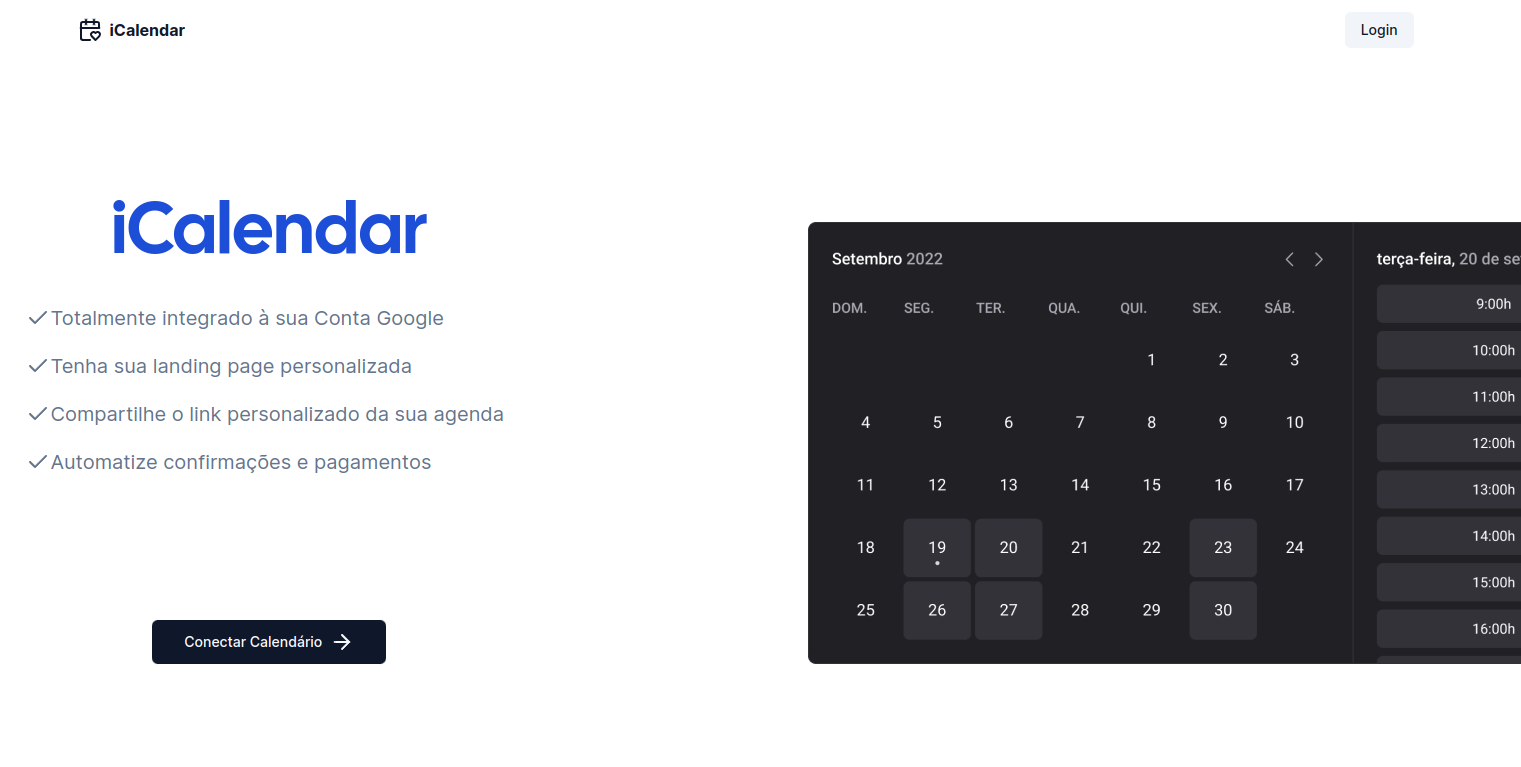 iCalendar
Login
iCalendar
Totalmente integrado à sua Conta Google
Tenha sua landing page personalizada
Compartilhe o link personalizado da sua agenda
Automatize confirmações e pagamentos
Conectar Calendário
Setembro 2022
DOM. SEG. TER. QUA. QUI. SEX. SÁB.
1 2 3
4 5 6 7 8 9 10
11 12 13 14 15 16 17
18 19 20 21 22 23 24
25 26 27 28 29 30
terça-feira, 20 de se
9:00h
10:00h
11:00h
12:00h
13:00h
14:00h
15:00h
16:00h